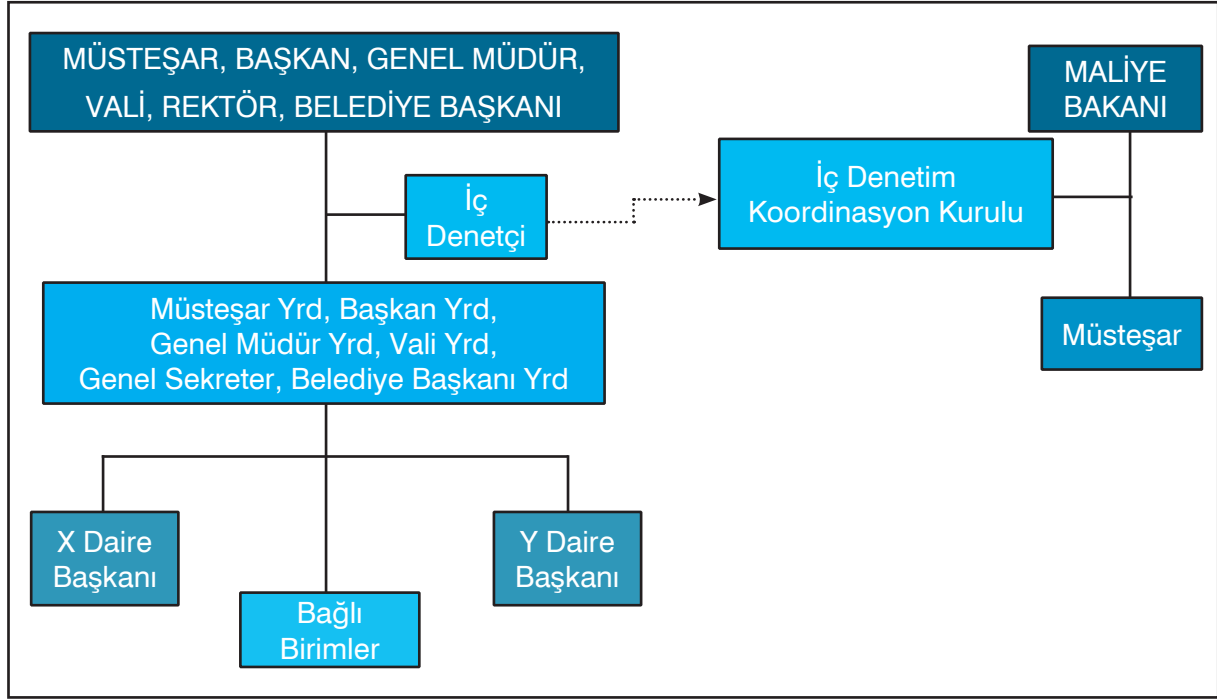 MÜSTEŞAR, BAŞKAN, GENEL MÜDÜR,
VALİ, REKTÖR, BELEDİYE BAŞKANI
MALİYE
BAKANI
İç
Denetçi
İç Denetim
Koordinasyon Kurulu
Müsteşar Yrd, Başkan Yrd,
Genel Müdür Yrd, Vali Yrd,
Genel Sekreter, Belediye Başkanı Yrd
Müsteşar
X Daire
Başkanı
Y Daire
Başkanı
Bağlı
Birimler